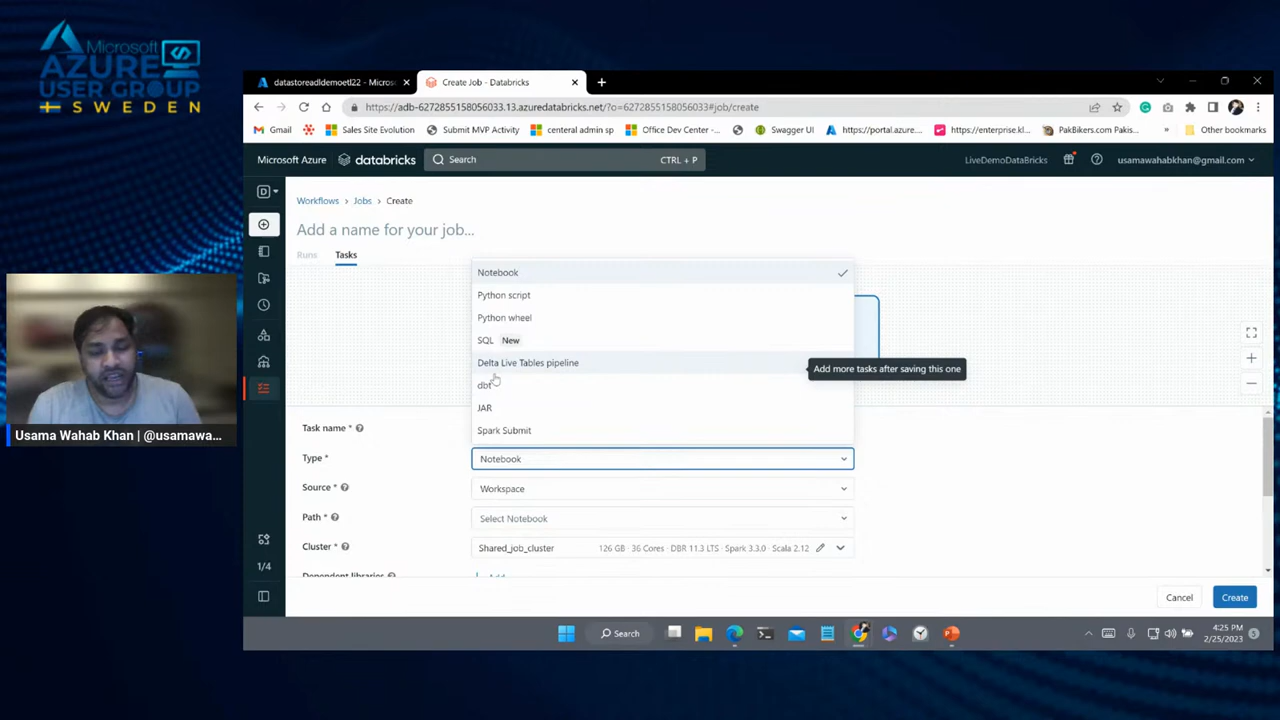 Microsoft
AZURE
USER GROUP
SWEDEN
datastoreadldemoetl22 - Micros
Create Job - Databricks
https://adb-6272855158056033.13.azuredatabricks.net/?o=6272855158056033#job/create
Gmail
Sales Site Evolution
Submit MVP Activity
centeral admin sp
Office Dev Center -...
Swagger UI
https://portal.azure...
https://enterprise.kl...
PakBikers.com Pakis...
»
Other bookmarks
Microsoft Azure
databricks
Search
CTRL + P
LiveDemoDataBricks
usamawahabkhan@gmail.com
D
Workflows > Jobs > Create
Add a name for your job...
Runs
Tasks
Notebook
Python script
Python wheel
SQL New
Delta Live Tables pipeline
Add more tasks after saving this one
dbt
JAR
Spark Submit
Task name *
Type *
Notebook
Source *
Workspace
Path *
Select Notebook
Cluster *
Shared_job_cluster
126 GB · 36 Cores · DBR 11.3 LTS · Spark 3.3.0 · Scala 2.12
Dependent libraries
Add
1/4
Cancel
Create
Usama Wahab Khan | @usamawa...
Search
4:25 PM
2/25/2023